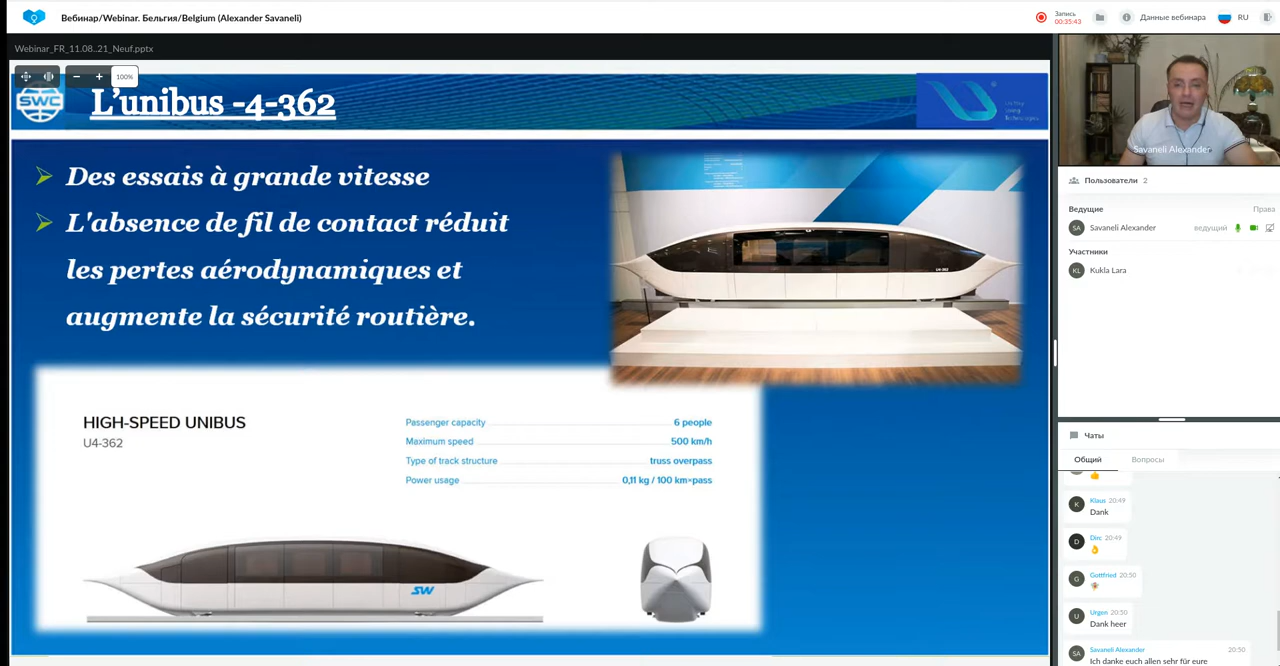 Вебинар/Webinar. Бельгия/Belgium (Alexander Savaneli)
Запись
00:35:43
Данные вебинара
RU
Webinar_FR_11.08..21_Neuf.pptx
100%
SWC
L'unibus -4-362
UniSky
Technologies
Des essais à grande vitesse
L'absence de fil de contact réduit
les pertes aérodynamiques et
augmente la sécurité routière.
U4-362
HIGH-SPEED UNIBUS
U4-362
Passenger capacity 6 people
Maximum speed 500 km/h
Type of track structure truss overpass
Power usage 0,11 kg / 100 km×pass
SW
Savaneli Alexander
Пользователи 2
Ведущие Права
SA Savaneli Alexander ведущий
Участники
KL Kukla Lara
Чаты
Общий Вопросы
K Klaus 20:49
Dank
D Dirc 20:49
G Gottfried 20:50
U Urgen 20:50
Dank heer
SA Savaneli Alexander 20:50
Ich danke euch allen sehr für eure